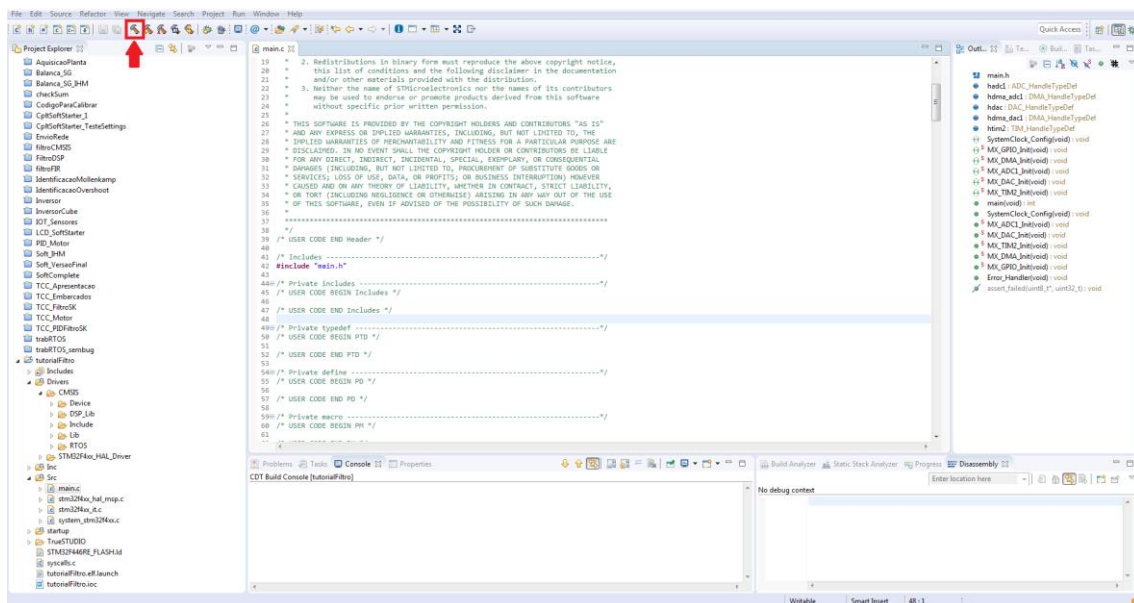 File Edit Source Refactor View Navigate Search Project Run Window Help
Quick Access
Project Explorer
AquisicaoPlanta
Balanca_SG
Balanca_SG_IHM
checkSum
CodigoParaCalibrar
CpltSoftStarter_1
CpltSoftStarter_TesteSettings
EnvioRede
filtroCMSIS
FiltroDSP
filtroFIR
IdentificacaoMollenkamp
IdentificacaoOvershoot
Inversor
InversorCube
IOT_Sensores
LCD_SoftStarter
PID_Motor
Soft_IHM
Soft_VersaoFinal
SoftComplete
TCC_Apresentacao
TCC_Embarcados
TCC_FiltroSK
TCC_Motor
TCC_PIDFiltroSK
trabRTOS
trabRTOS_sembug
tutorialFiltro
Includes
Drivers
CMSIS
Device
DSP_Lib
Include
Lib
RTOS
STM32F4xx_HAL_Driver
Inc
Src
main.c
stm32f4xx_hal_msp.c
stm32f4xx_it.c
system_stm32f4xx.c
startup
TrueSTUDIO
STM32F446RE_FLASH.ld
syscalls.c
tutorialFiltro.elf.launch
tutorialFiltro.ioc
main.c
19 * 2. Redistributions in binary form must reproduce the above copyright notice,
20 * this list of conditions and the following disclaimer in the documentation
21 * and/or other materials provided with the distribution.
22 * 3. Neither the name of STMicroelectronics nor the names of its contributors
23 * may be used to endorse or promote products derived from this software
24 * without specific prior written permission.
25 *
26 * THIS SOFTWARE IS PROVIDED BY THE COPYRIGHT HOLDERS AND CONTRIBUTORS "AS IS"
27 * AND ANY EXPRESS OR IMPLIED WARRANTIES, INCLUDING, BUT NOT LIMITED TO, THE
28 * IMPLIED WARRANTIES OF MERCHANTABILITY AND FITNESS FOR A PARTICULAR PURPOSE ARE
29 * DISCLAIMED. IN NO EVENT SHALL THE COPYRIGHT HOLDER OR CONTRIBUTORS BE LIABLE
30 * FOR ANY DIRECT, INDIRECT, INCIDENTAL, SPECIAL, EXEMPLARY, OR CONSEQUENTIAL
31 * DAMAGES (INCLUDING, BUT NOT LIMITED TO, PROCUREMENT OF SUBSTITUTE GOODS OR
32 * SERVICES; LOSS OF USE, DATA, OR PROFITS; OR BUSINESS INTERRUPTION) HOWEVER
33 * CAUSED AND ON ANY THEORY OF LIABILITY, WHETHER IN CONTRACT, STRICT LIABILITY,
34 * OR TORT (INCLUDING NEGLIGENCE OR OTHERWISE) ARISING IN ANY WAY OUT OF THE USE
35 * OF THIS SOFTWARE, EVEN IF ADVISED OF THE POSSIBILITY OF SUCH DAMAGE.
36 *
37 ******************************************************************************
38 */
39 /* USER CODE END Header */
40
41 /* Includes ------------------------------------------------------------------*/
42 #include "main.h"
43
44 /* Private includes ----------------------------------------------------------*/
45 /* USER CODE BEGIN Includes */
46
47 /* USER CODE END Includes */
48
49 /* Private typedef -----------------------------------------------------------*/
50 /* USER CODE BEGIN PTD */
51
52 /* USER CODE END PTD */
53
54 /* Private define ------------------------------------------------------------*/
55 /* USER CODE BEGIN PD */
56
57 /* USER CODE END PD */
58
59 /* Private macro -------------------------------------------------------------*/
60 /* USER CODE BEGIN PM */
61
Outl... Ta... Buil... Tas...
main.h
hadc1 : ADC_HandleTypeDef
hdma_adc1 : DMA_HandleTypeDef
hdac : DAC_HandleTypeDef
hdma_dac1 : DMA_HandleTypeDef
htim2 : TIM_HandleTypeDef
SystemClock_Config(void) : void
MX_GPIO_Init(void) : void
MX_DMA_Init(void) : void
MX_ADC1_Init(void) : void
MX_DAC_Init(void) : void
MX_TIM2_Init(void) : void
main(void) : int
SystemClock_Config(void) : void
MX_ADC1_Init(void) : void
MX_DAC_Init(void) : void
MX_TIM2_Init(void) : void
MX_DMA_Init(void) : void
MX_GPIO_Init(void) : void
Error_Handler(void) : void
assert_failed(uint8_t*, uint32_t) : void
Problems Tasks Console Properties
CDT Build Console [tutorialFiltro]
Build Analyzer Static Stack Analyzer Progress Disassembly
Enter location here
No debug context
Writable Smart Insert 48 : 1